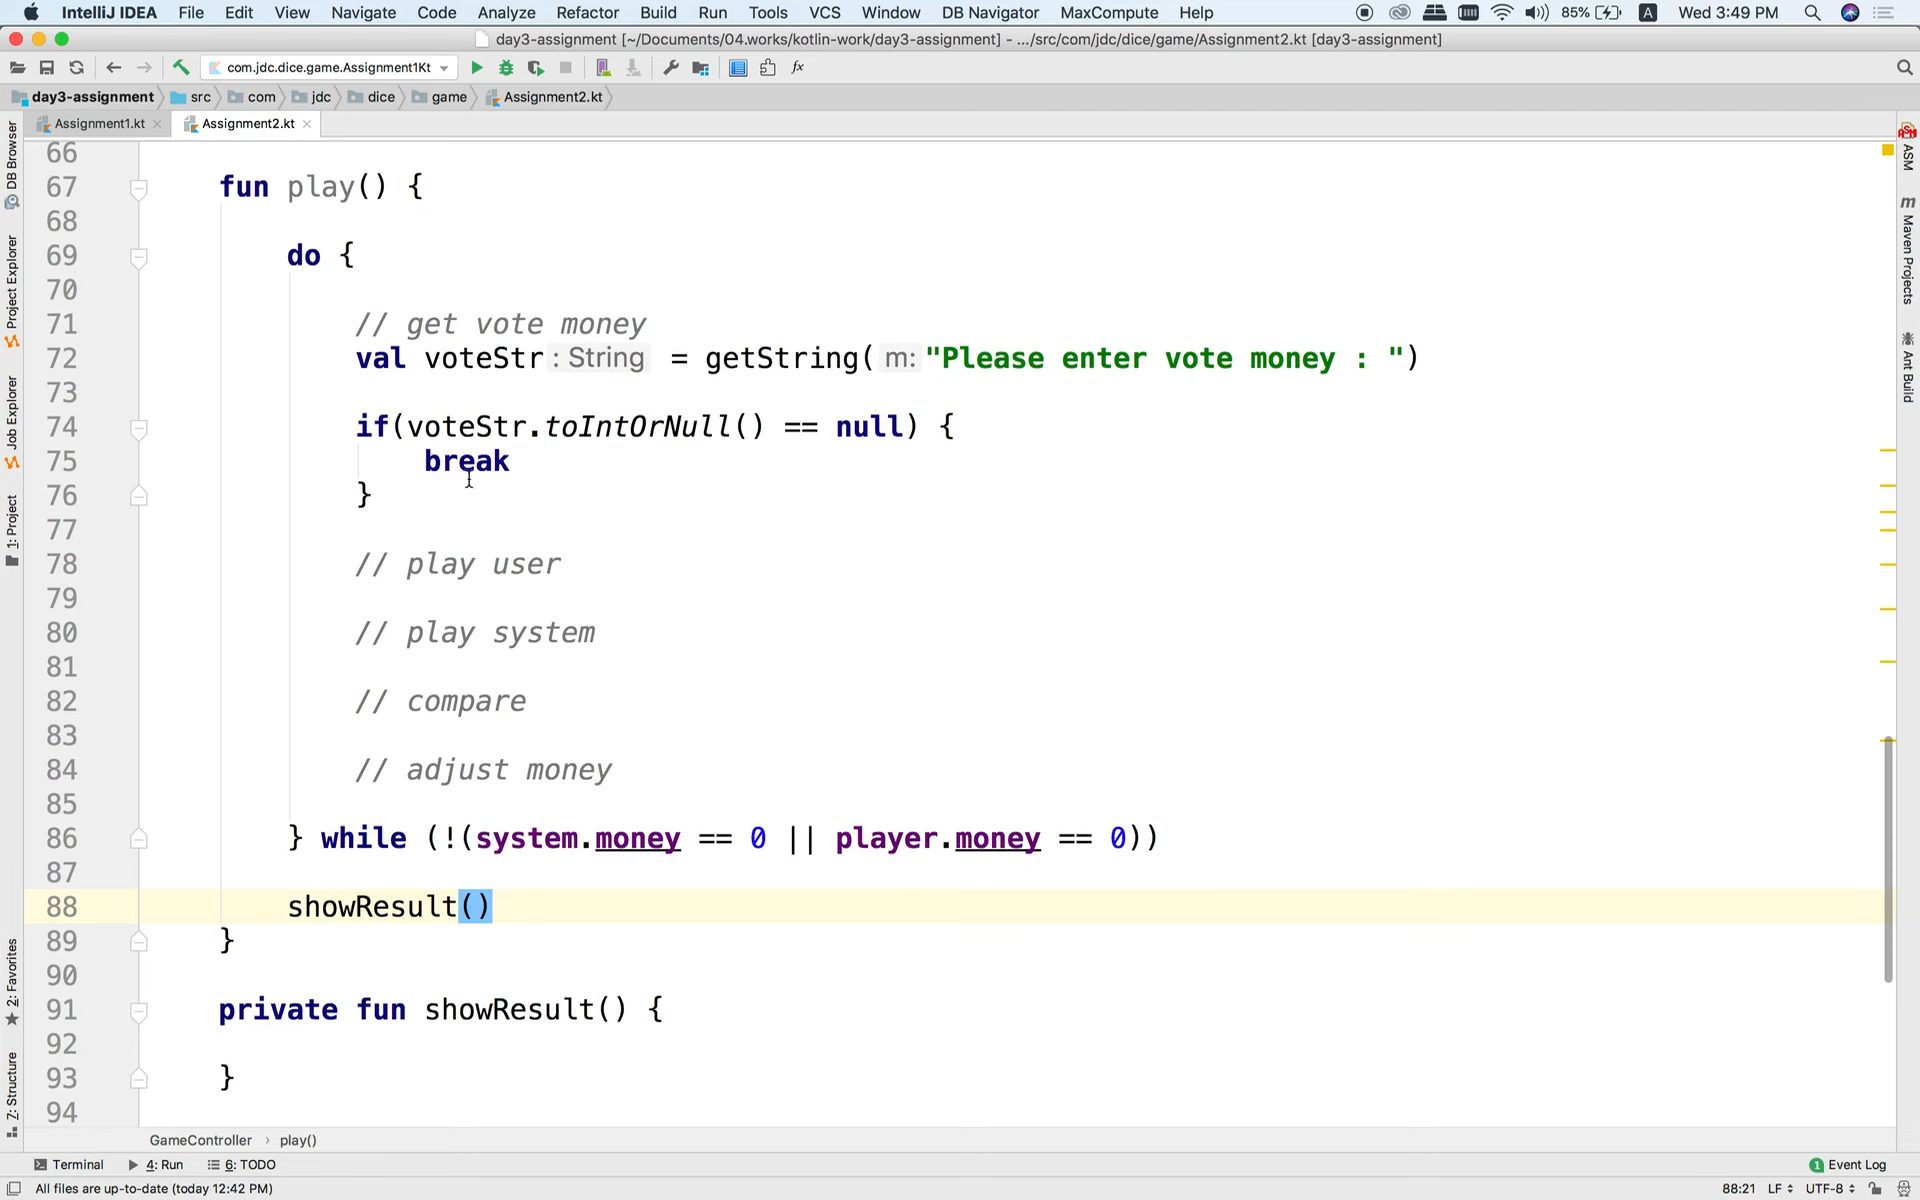 IntelliJ IDEA File Edit View Navigate Code Analyze Refactor Build Run Tools VCS Window DB Navigator MaxCompute Help 85% A Wed 3:49 PM
day3-assignment [~/Documents/04.works/kotlin-work/day3-assignment] - .../src/com/jdc/dice/game/Assignment2.kt [day3-assignment]
com.jdc.dice.game.Assignment1Kt
day3-assignment src com jdc dice game Assignment2.kt
Assignment1.kt Assignment2.kt
66
67 fun play() {
68
69 do {
70
71 // get vote money
72 val voteStr : String = getString( m: "Please enter vote money : ")
73
74 if(voteStr.toIntOrNull() == null) {
75 break
76 }
77
78 // play user
79
80 // play system
81
82 // compare
83
84 // adjust money
85
86 } while (!(system.money == 0 || player.money == 0))
87
88 showResult()
89 }
90
91 private fun showResult() {
92
93 }
94
DB Browser
Project Explorer
Job Explorer
1: Project
2: Favorites
Z: Structure
ASM
ASM
m Maven Projects
Ant Build
GameController › play()
Terminal 4: Run 6: TODO 1 Event Log
All files are up-to-date (today 12:42 PM) 88:21 LF UTF-8